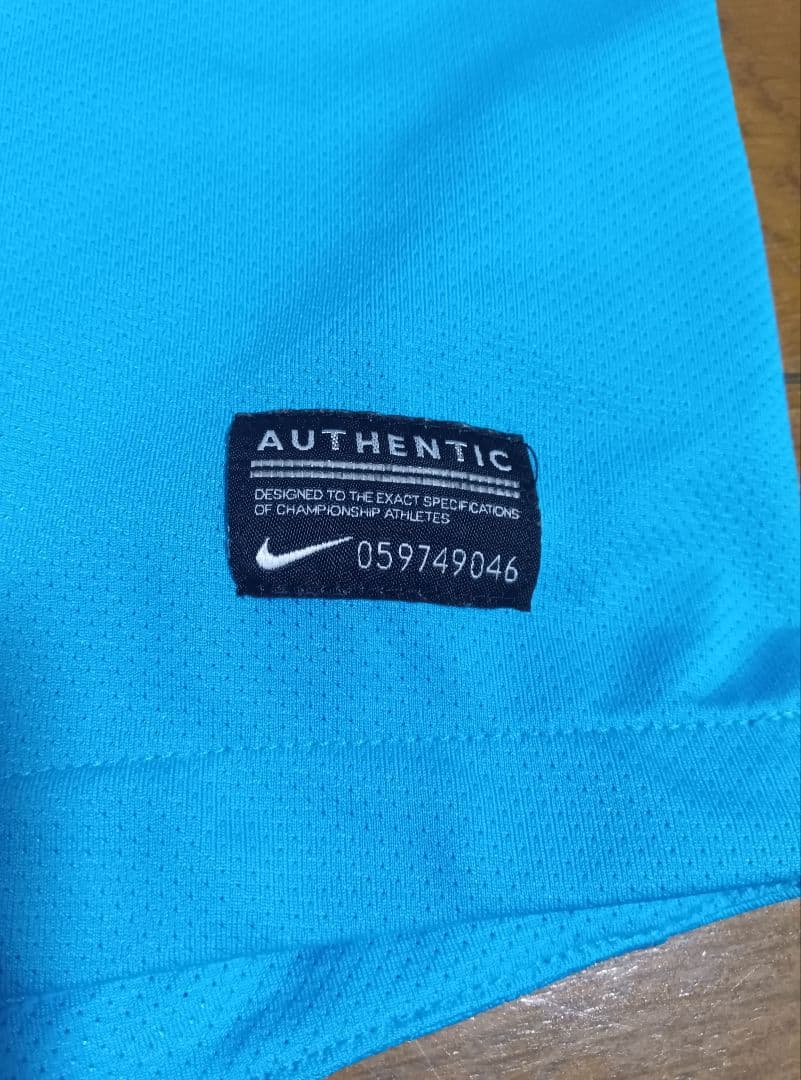 AUTHENTIC
DESIGNED TO THE EXACT SPECIFICATIONS
OF CHAMPIONSHIP ATHLETES
059749046